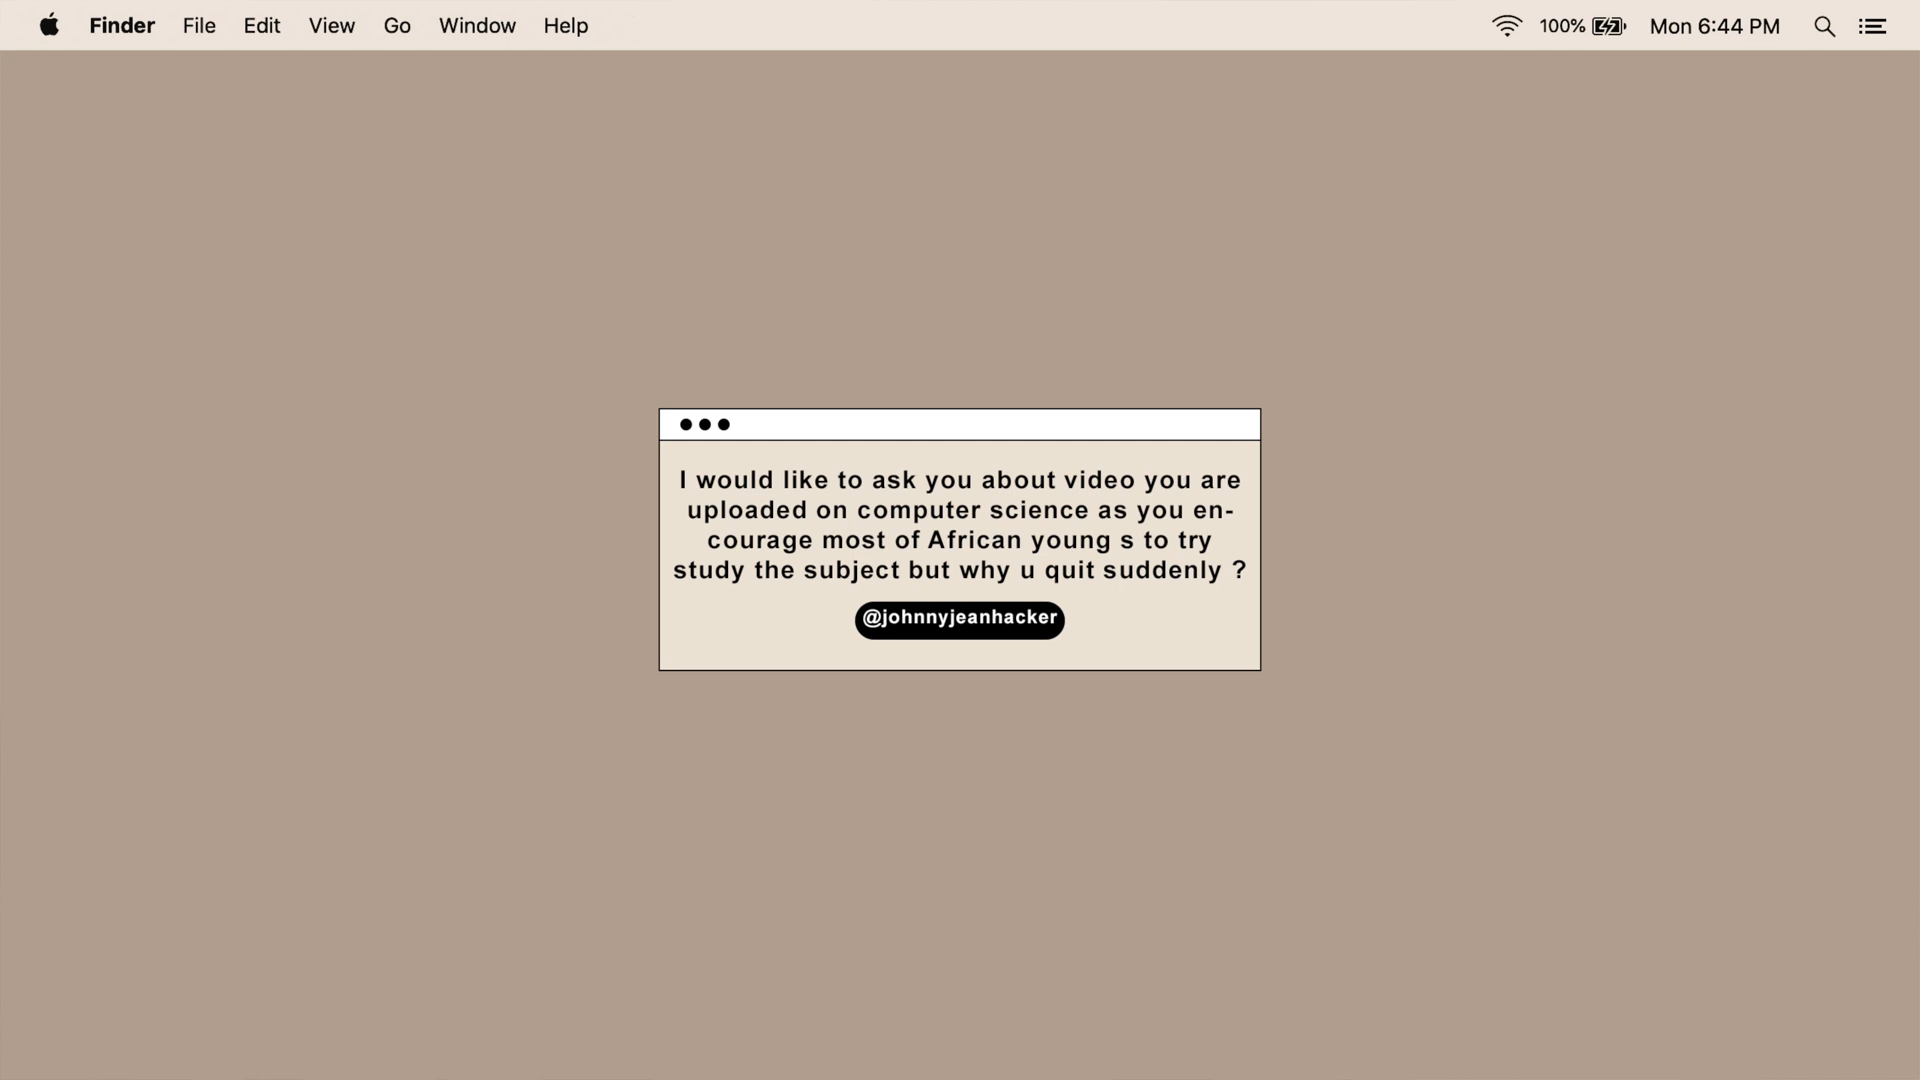 Finder File Edit View Go Window Help 100% Mon 6:44 PM
I would like to ask you about video you are
uploaded on computer science as you en-
courage most of African young s to try
study the subject but why u quit suddenly ?
@johnnyjeanhacker